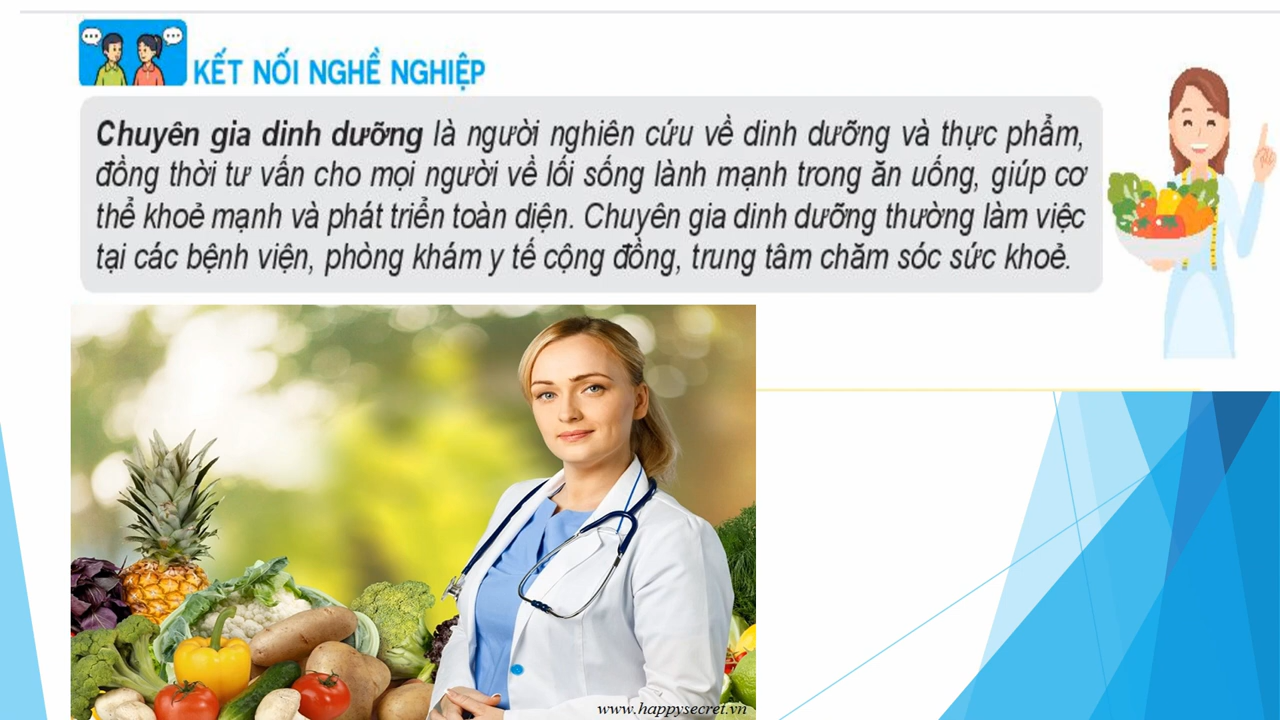 KẾT NỐI NGHỀ NGHIỆP
Chuyên gia dinh dưỡng là người nghiên cứu về dinh dưỡng và thực phẩm,
đồng thời tư vấn cho mọi người về lối sống lành mạnh trong ăn uống, giúp cơ
thể khoẻ mạnh và phát triển toàn diện. Chuyên gia dinh dưỡng thường làm việc
tại các bệnh viện, phòng khám y tế cộng đồng, trung tâm chăm sóc sức khoẻ.
www.happysecret.vn